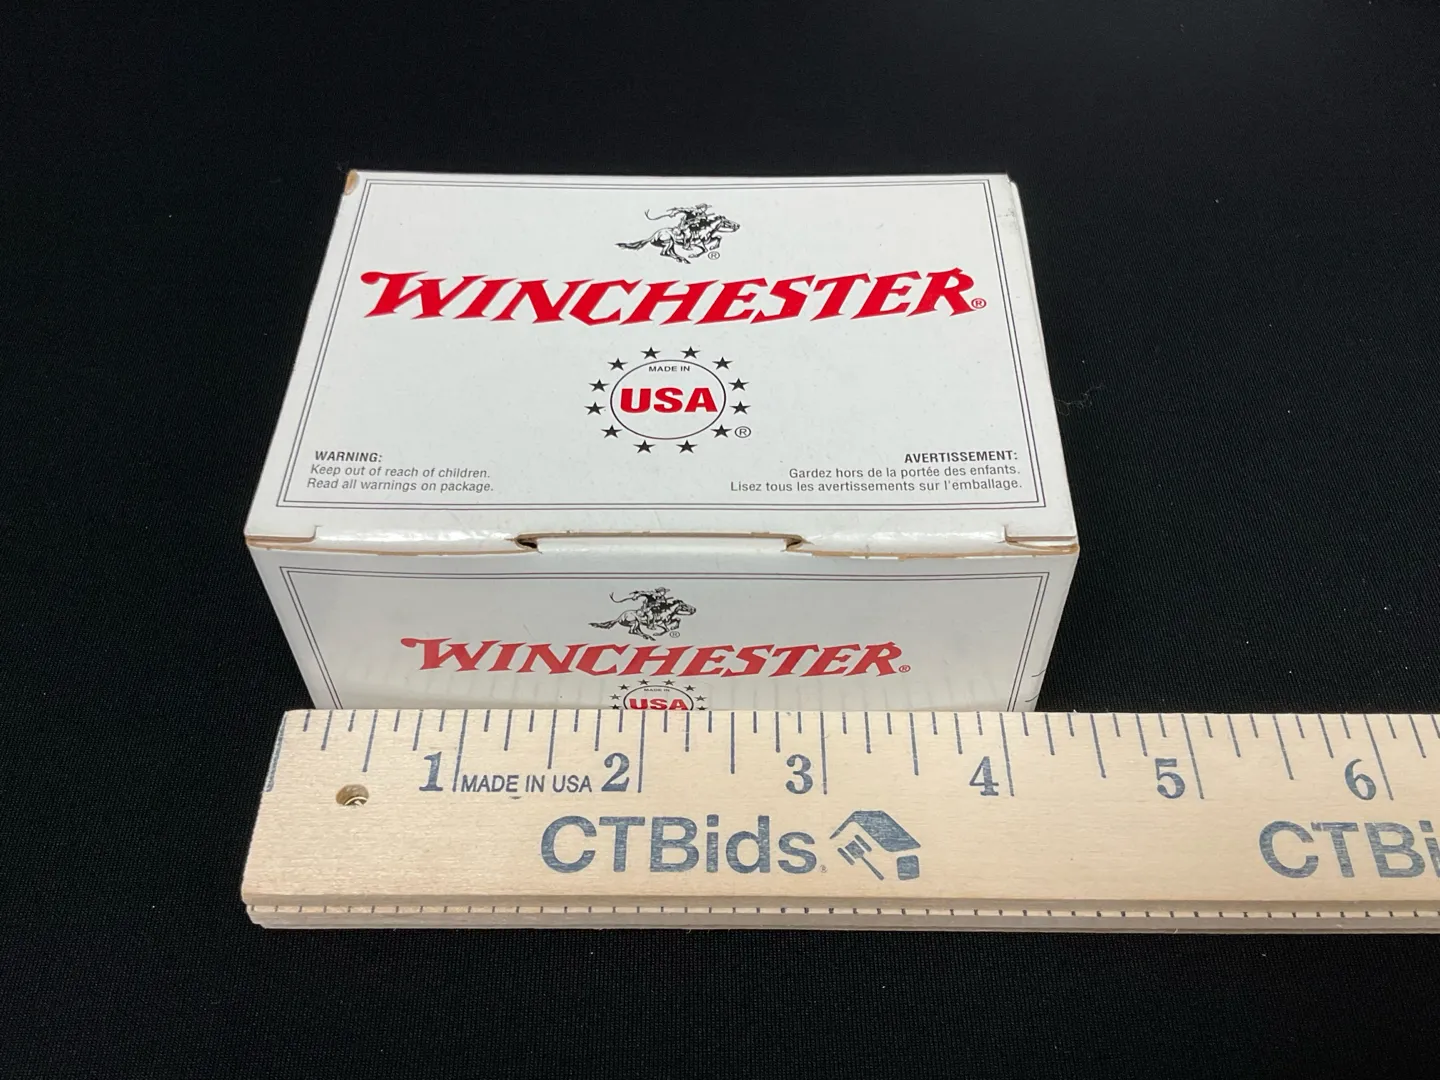 ®
WINCHESTER®
MADE IN
USA
®
WARNING:
Keep out of reach of children.
Read all warnings on package.
AVERTISSEMENT:
Gardez hors de la portée des enfants.
Lisez tous les avertissements sur l'emballage.
®
WINCHESTER®
MADE IN
USA
1 MADE IN USA 2 3 4 5 6
CTBids® CTBi